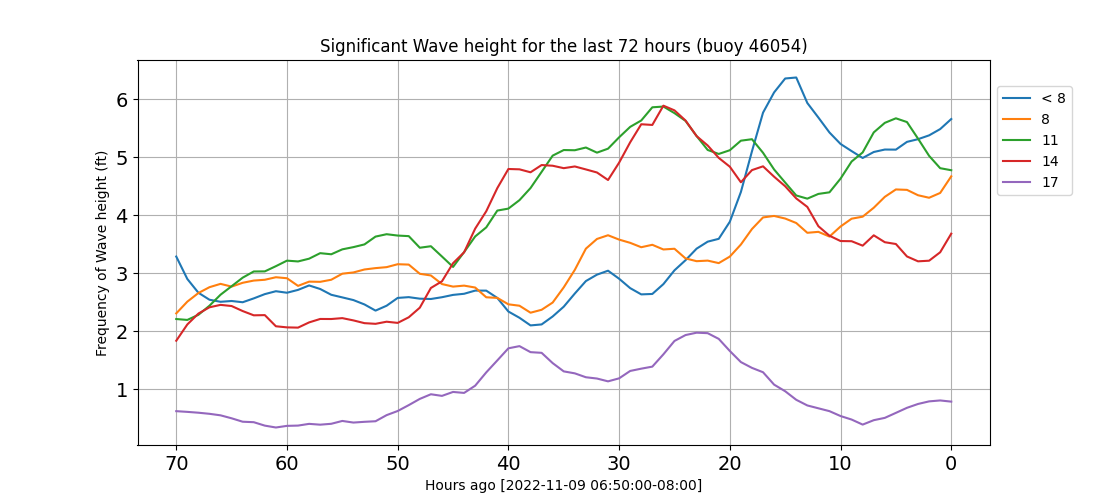 Significant Wave height for the last 72 hours (buoy 46054)
Frequency of Wave height (ft)
6
5
4
3
2
1
70 60 50 40 30 20 10 0
Hours ago [2022-11-09 06:50:00-08:00]
< 8
8
11
14
17